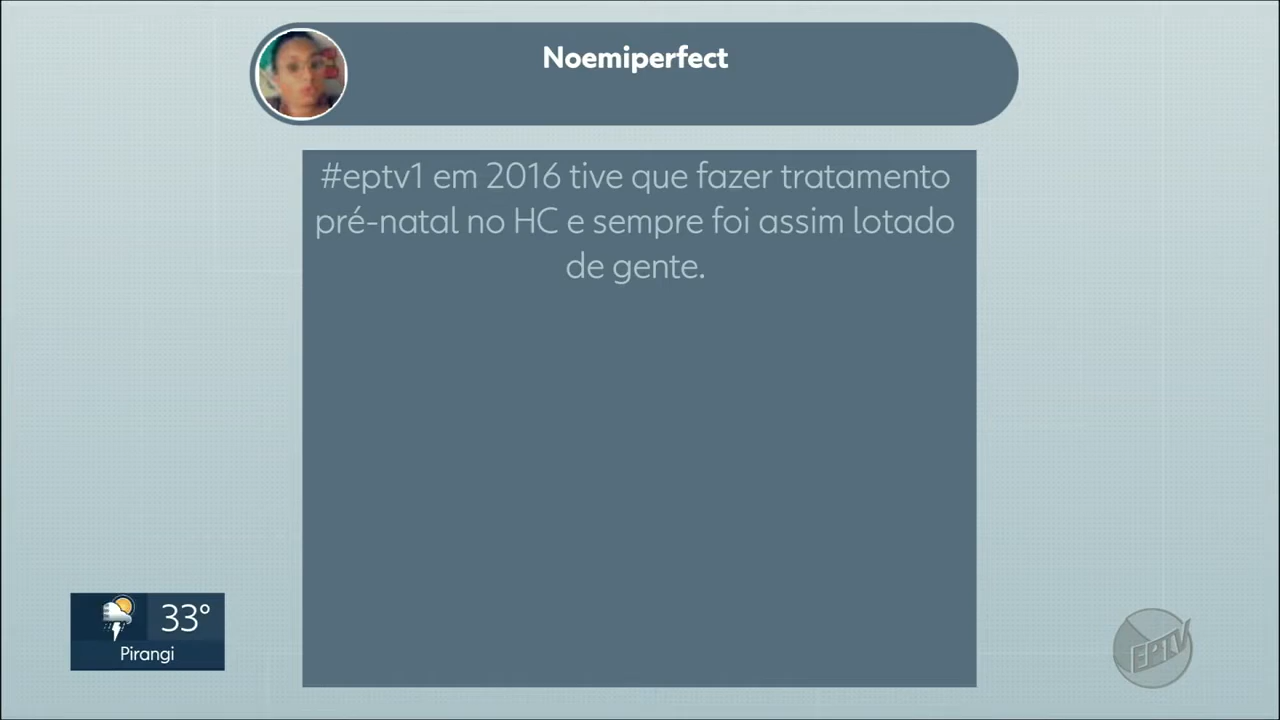 Noemiperfect
#eptv1 em 2016 tive que fazer tratamento
pré-natal no HC e sempre foi assim lotado
de gente.
33°
Pirangi
EPTV